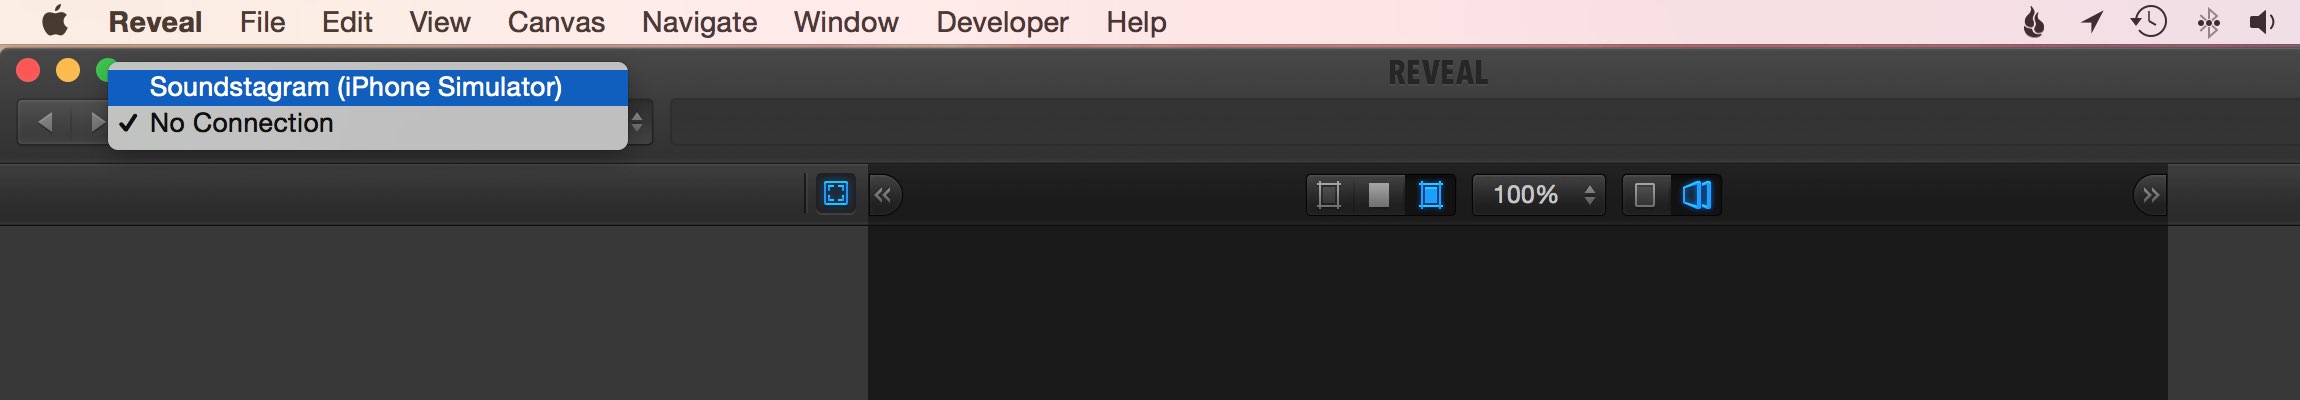 Reveal File Edit View Canvas Navigate Window Developer Help
REVEAL
Soundstagram (iPhone Simulator)
✓ No Connection
100%